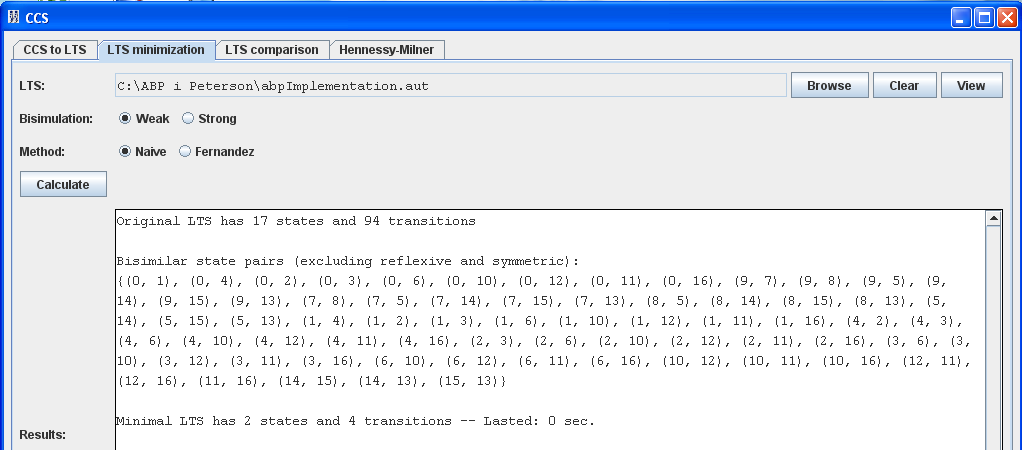 CCS
CCS to LTS LTS minimization LTS comparison Hennessy-Milner
LTS: C:\ABP i Peterson\abpImplementation.aut Browse Clear View
Bisimulation: Weak Strong
Method: Naive Fernandez
Calculate
Original LTS has 17 states and 94 transitions
Bisimilar state pairs (excluding reflexive and symmetric):
{(0, 1), (0, 4), (0, 2), (0, 3), (0, 6), (0, 10), (0, 12), (0, 11), (0, 16), (9, 7), (9, 8), (9, 5), (9,
14), (9, 15), (9, 13), (7, 8), (7, 5), (7, 14), (7, 15), (7, 13), (8, 5), (8, 14), (8, 15), (8, 13), (5,
14), (5, 15), (5, 13), (1, 4), (1, 2), (1, 3), (1, 6), (1, 10), (1, 12), (1, 11), (1, 16), (4, 2), (4, 3),
(4, 6), (4, 10), (4, 12), (4, 11), (4, 16), (2, 3), (2, 6), (2, 10), (2, 12), (2, 11), (2, 16), (3, 6), (3,
10), (3, 12), (3, 11), (3, 16), (6, 10), (6, 12), (6, 11), (6, 16), (10, 12), (10, 11), (10, 16), (12, 11),
(12, 16), (11, 16), (14, 15), (14, 13), (15, 13)}
Minimal LTS has 2 states and 4 transitions -- Lasted: 0 sec.
Results: